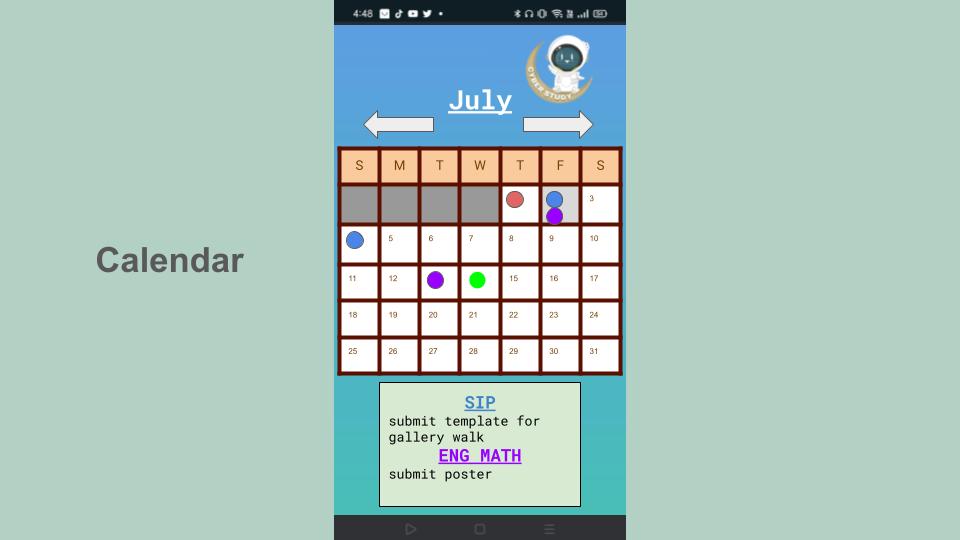 4:48
CYBER STUDY
July
S M T W T F S
3
5 6 7 8 9 10
11 12 15 16 17
18 19 20 21 22 23 24
25 26 27 28 29 30 31
Calendar
SIP
submit template for
gallery walk
ENG MATH
submit poster